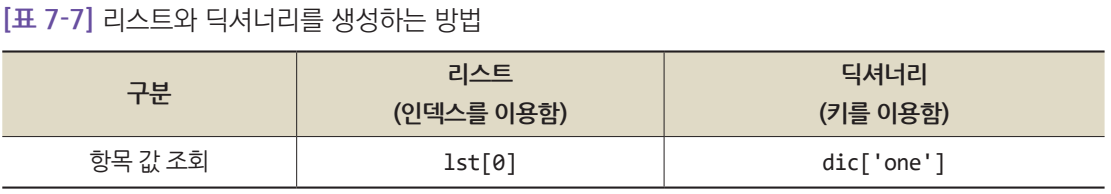 [표 7-7] 리스트와 딕셔너리를 생성하는 방법
구분 리스트 딕셔너리
(인덱스를 이용함) (키를 이용함)
항목 값 조회 lst[0] dic['one']